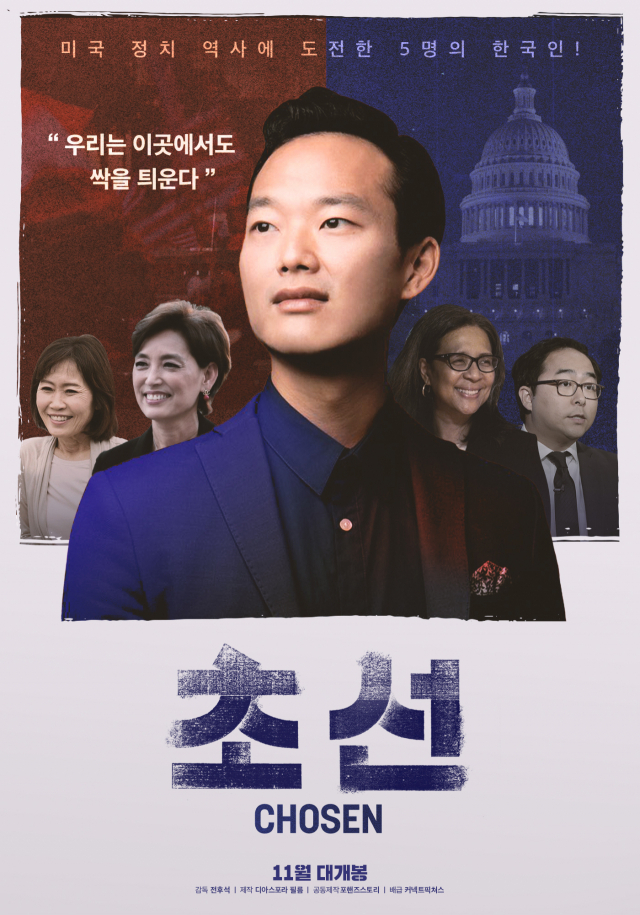 미국 정치 역사에 도전한 5명의 한국인!
“ 우리는 이곳에서도
싹을 틔운다 ”
초선
CHOSEN
11월 대개봉
감독 전후석 | 제작 디아스포라 필름 | 공동제작 포핸즈스토리 | 배급 커넥트픽쳐스